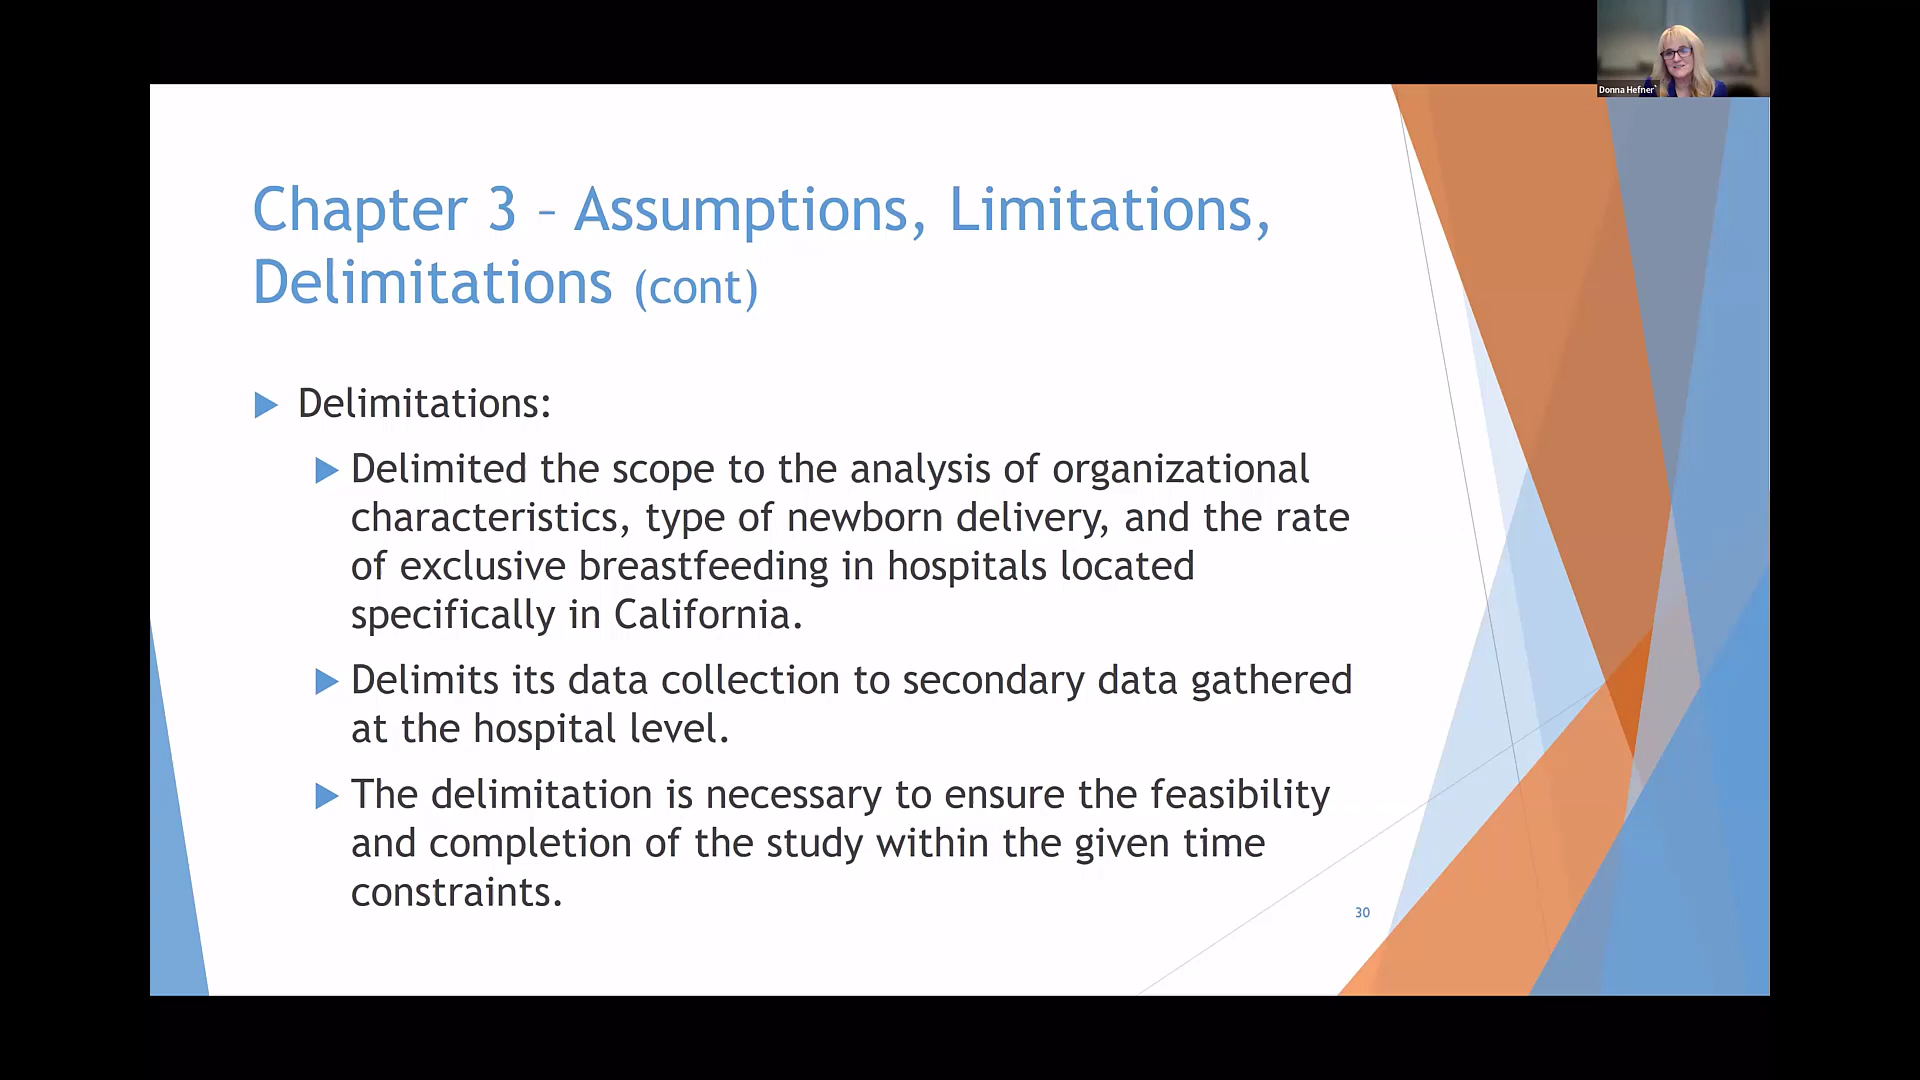 Donna Hefner
Chapter 3 – Assumptions, Limitations,
Delimitations (cont)
Delimitations:
Delimited the scope to the analysis of organizational
characteristics, type of newborn delivery, and the rate
of exclusive breastfeeding in hospitals located
specifically in California.
Delimits its data collection to secondary data gathered
at the hospital level.
The delimitation is necessary to ensure the feasibility
and completion of the study within the given time
constraints.
30